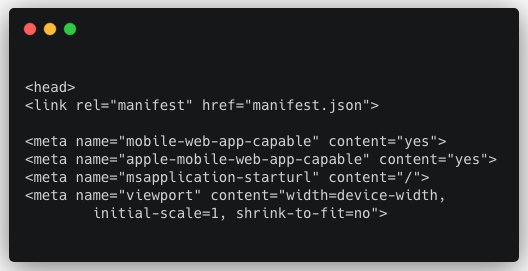 <head>
<link rel="manifest" href="manifest.json">
<meta name="mobile-web-app-capable" content="yes">
<meta name="apple-mobile-web-app-capable" content="yes">
<meta name="msapplication-starturl" content="/">
<meta name="viewport" content="width=device-width,
initial-scale=1, shrink-to-fit=no">